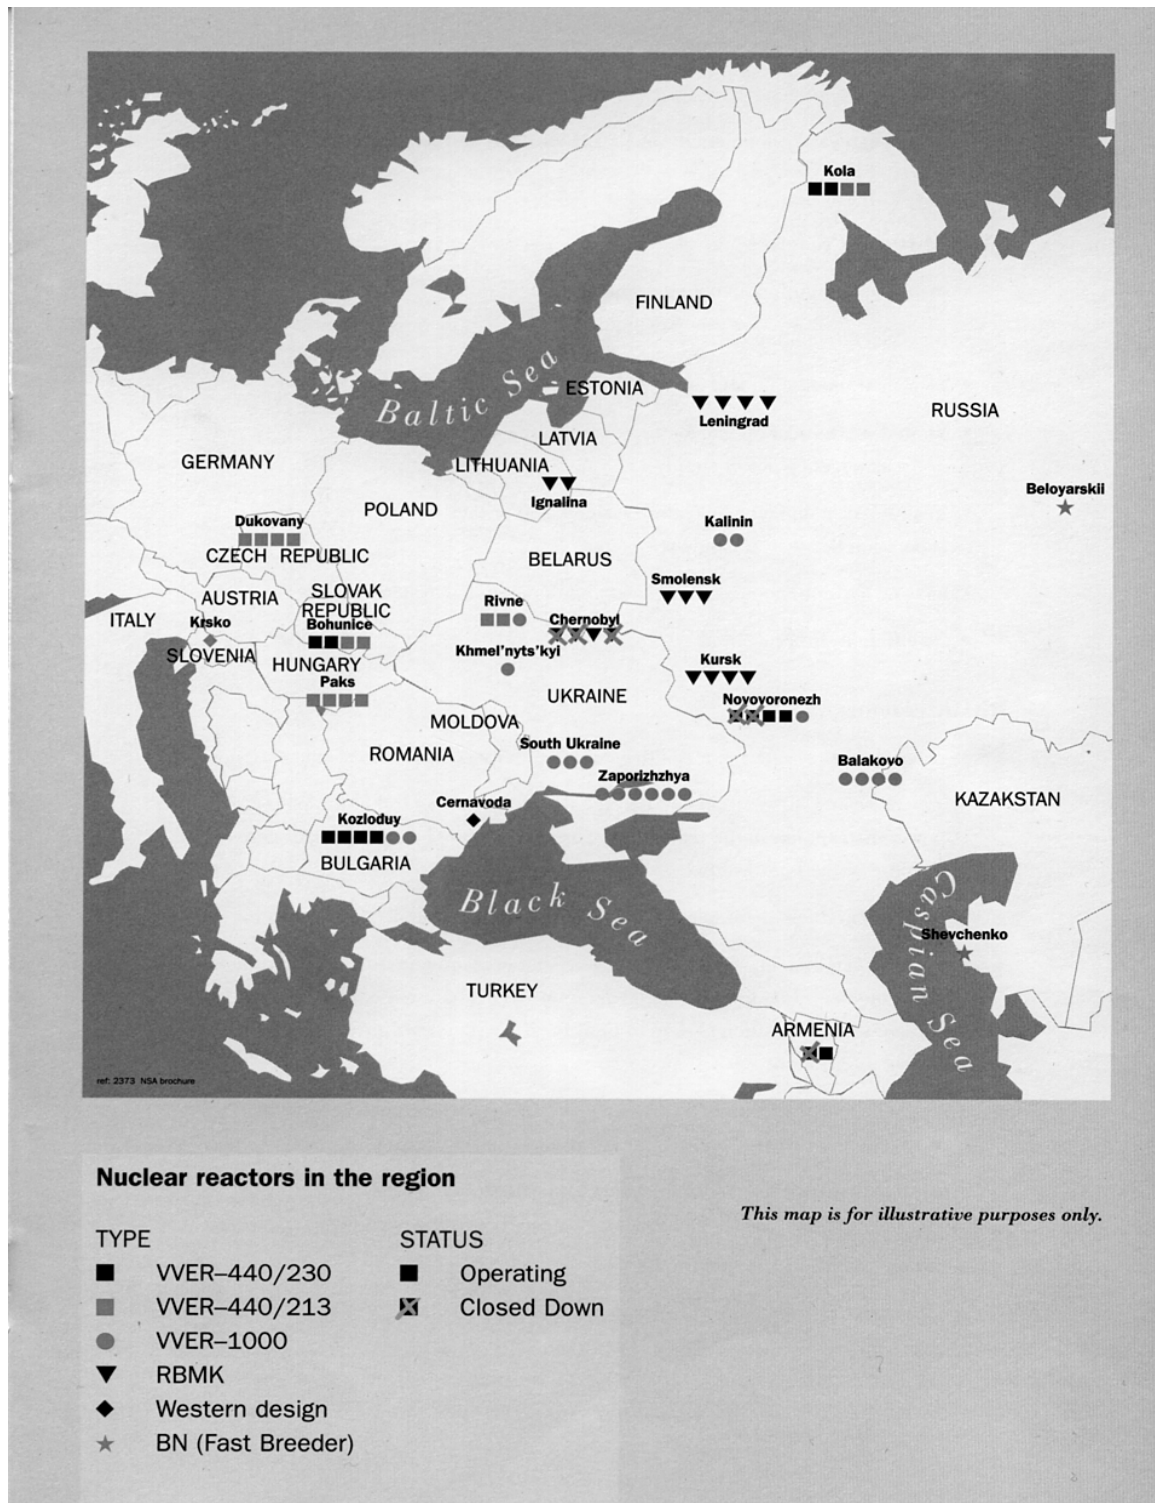 Kola
FINLAND
Baltic Sea
ESTONIA
Leningrad
RUSSIA
LATVIA
GERMANY
LITHUANIA
Ignalina
Beloyarskii
POLAND
Dukovany
Kalinin
CZECH REPUBLIC
BELARUS
Smolensk
AUSTRIA
SLOVAK
REPUBLIC
Rivne
ITALY
Krsko
Bohunice
Chernobyl
SLOVENIA
HUNGARY
Khmel'nyts'kyi
Kursk
Paks
UKRAINE
Novovoronezh
MOLDOVA
ROMANIA
South Ukraine
Balakovo
Zaporizhzhya
KAZAKSTAN
Cernavoda
Kozloduy
BULGARIA
Black Sea
Caspian Sea
Shevchenko
TURKEY
ARMENIA
ref: 2373 NSA brochure
Nuclear reactors in the region
This map is for illustrative purposes only.
TYPE
STATUS
VVER–440/230
Operating
VVER–440/213
Closed Down
VVER–1000
RBMK
Western design
BN (Fast Breeder)